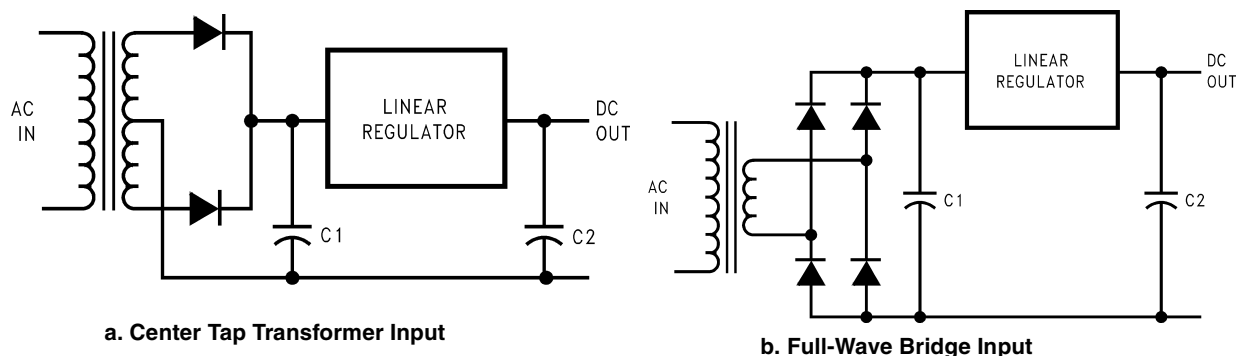 AC
IN
LINEAR
REGULATOR
DC
OUT
C1
C2
a. Center Tap Transformer Input
AC
IN
LINEAR
REGULATOR
DC
OUT
C1
C2
b. Full-Wave Bridge Input